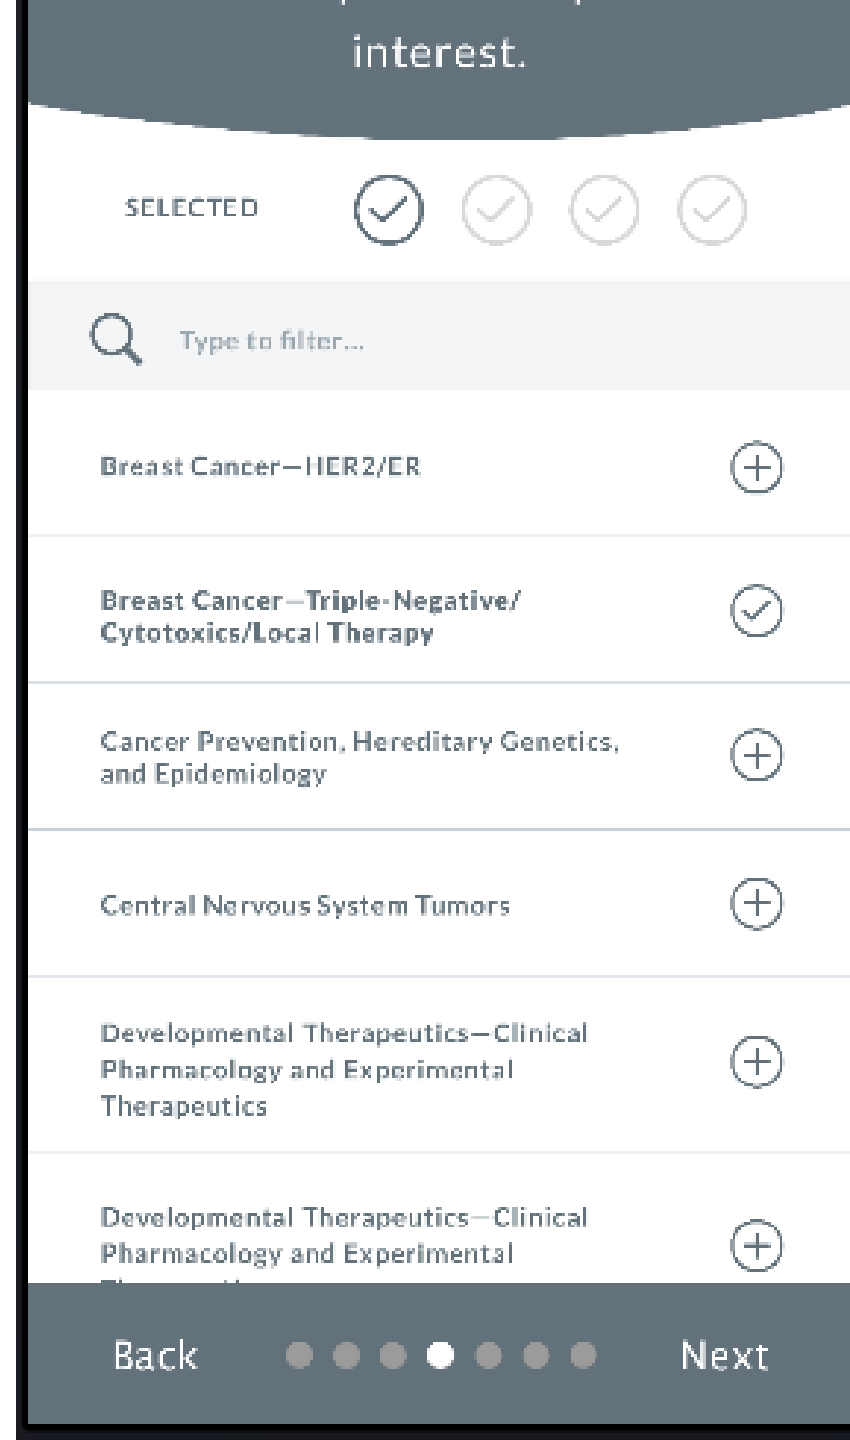 interest.
SELECTED
Type to filter...
Breast Cancer—HER2/ER
Breast Cancer—Triple-Negative/
Cytotoxics/Local Therapy
Cancer Prevention, Hereditary Genetics,
and Epidemiology
Central Nervous System Tumors
Developmental Therapeutics—Clinical
Pharmacology and Experimental
Therapeutics
Developmental Therapeutics—Clinical
Pharmacology and Experimental
Back
Next